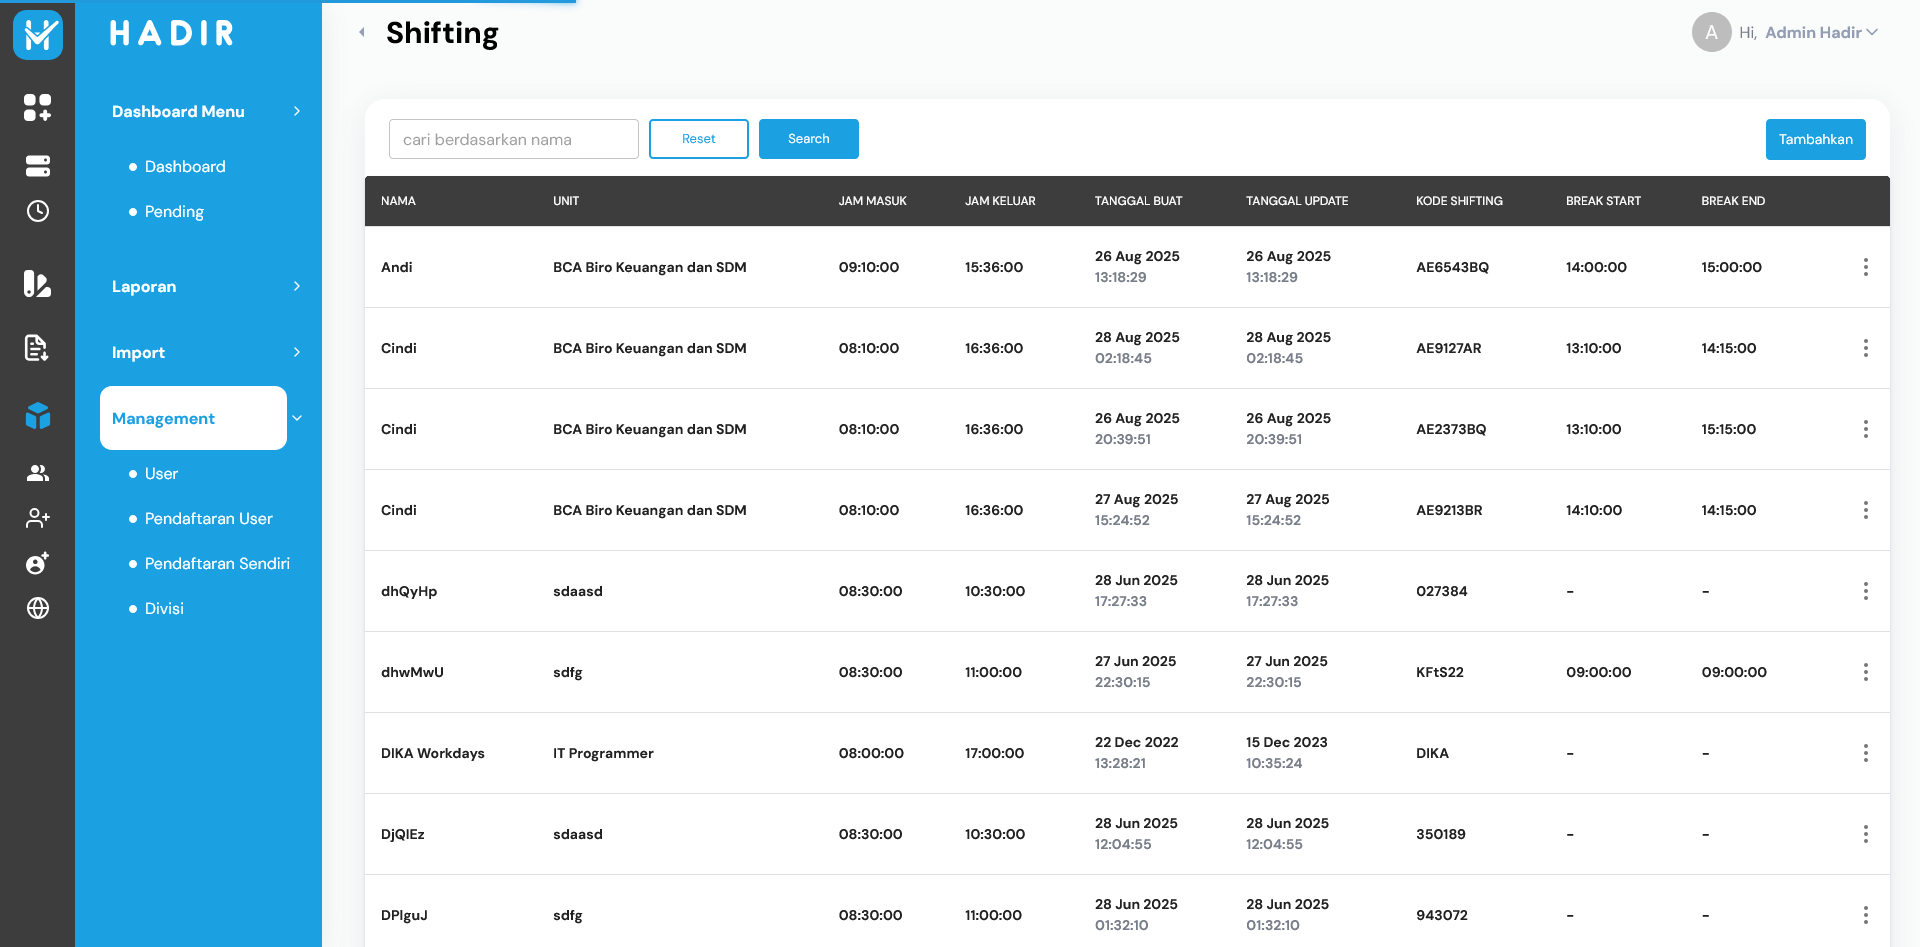 HADIR
Dashboard Menu
Dashboard
Pending
Laporan
Import
Management
User
Pendaftaran User
Pendaftaran Sendiri
Divisi
Shifting
A Hi, Admin Hadir
cari berdasarkan nama Reset Search Tambahkan
NAMA UNIT JAM MASUK JAM KELUAR TANGGAL BUAT TANGGAL UPDATE KODE SHIFTING BREAK START BREAK END
Andi BCA Biro Keuangan dan SDM 09:10:00 15:36:00 26 Aug 2025 26 Aug 2025 AE6543BQ 14:00:00 15:00:00
13:18:29 13:18:29
Cindi BCA Biro Keuangan dan SDM 08:10:00 16:36:00 28 Aug 2025 28 Aug 2025 AE9127AR 13:10:00 14:15:00
02:18:45 02:18:45
Cindi BCA Biro Keuangan dan SDM 08:10:00 16:36:00 26 Aug 2025 26 Aug 2025 AE2373BQ 13:10:00 15:15:00
20:39:51 20:39:51
Cindi BCA Biro Keuangan dan SDM 08:10:00 16:36:00 27 Aug 2025 27 Aug 2025 AE9213BR 14:10:00 14:15:00
15:24:52 15:24:52
dhQyHp sdaasd 08:30:00 10:30:00 28 Jun 2025 28 Jun 2025 027384 - -
17:27:33 17:27:33
dhwMwU sdfg 08:30:00 11:00:00 27 Jun 2025 27 Jun 2025 KFtS22 09:00:00 09:00:00
22:30:15 22:30:15
DIKA Workdays IT Programmer 08:00:00 17:00:00 22 Dec 2022 15 Dec 2023 DIKA - -
13:28:21 10:35:24
DjQIEz sdaasd 08:30:00 10:30:00 28 Jun 2025 28 Jun 2025 350189 - -
12:04:55 12:04:55
DPIguJ sdfg 08:30:00 11:00:00 28 Jun 2025 28 Jun 2025 943072 - -
01:32:10 01:32:10